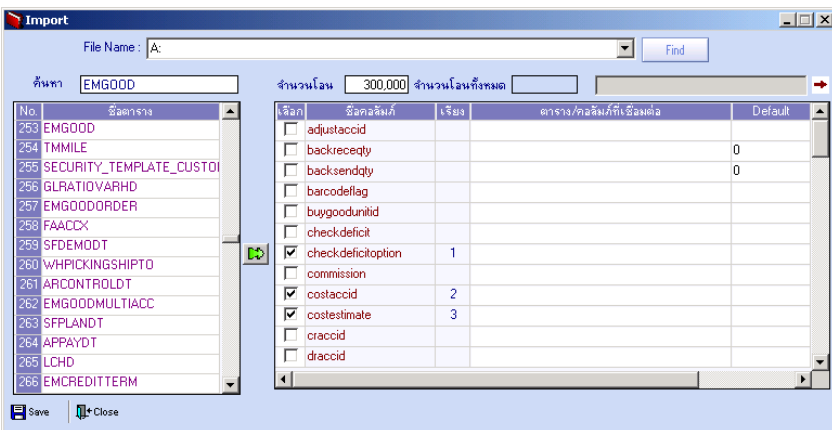 Import
File Name : A: Find
ค้นหา EMGOOD จำนวนโอน 300,000 จำนวนโอนทั้งหมด
No. ชื่อตาราง
253 EMGOOD
254 TMMILE
255 SECURITY_TEMPLATE_CUSTO
256 GLRATIOVARHD
257 EMGOODORDER
258 FAACCX
259 SFDEMODT
260 WHPICKINGSHIPTO
261 ARCONTROLDT
262 EMGOODMULTIACC
263 SFPLANDT
264 APPAYDT
265 LCHD
266 EMCREDITTERM
เลือก ชื่อคอลัมภ์ เรียง ตาราง/คอลัมภ์ที่เชื่อมต่อ Default
adjustaccid
backreceqty 0
backsendqty 0
barcodeflag
buygoodunitid
checkdeficit
checkdeficitoption 1
commission
costaccid 2
costestimate 3
craccid
draccid
Save Close